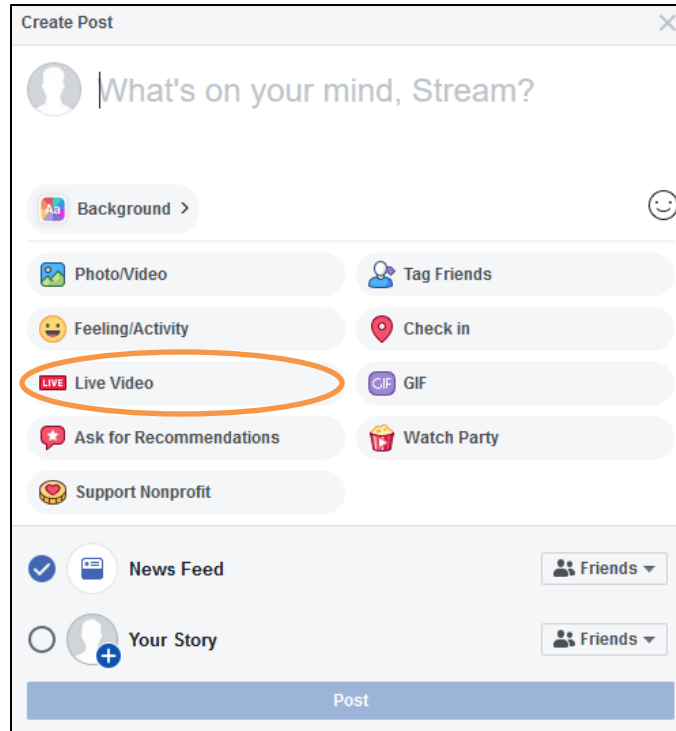 Create Post
What's on your mind, Stream?
Aa Background >
Photo/Video
Tag Friends
Feeling/Activity
Check in
LIVE Live Video
GIF GIF
Ask for Recommendations
Watch Party
Support Nonprofit
News Feed
Friends
Your Story
Friends
Post